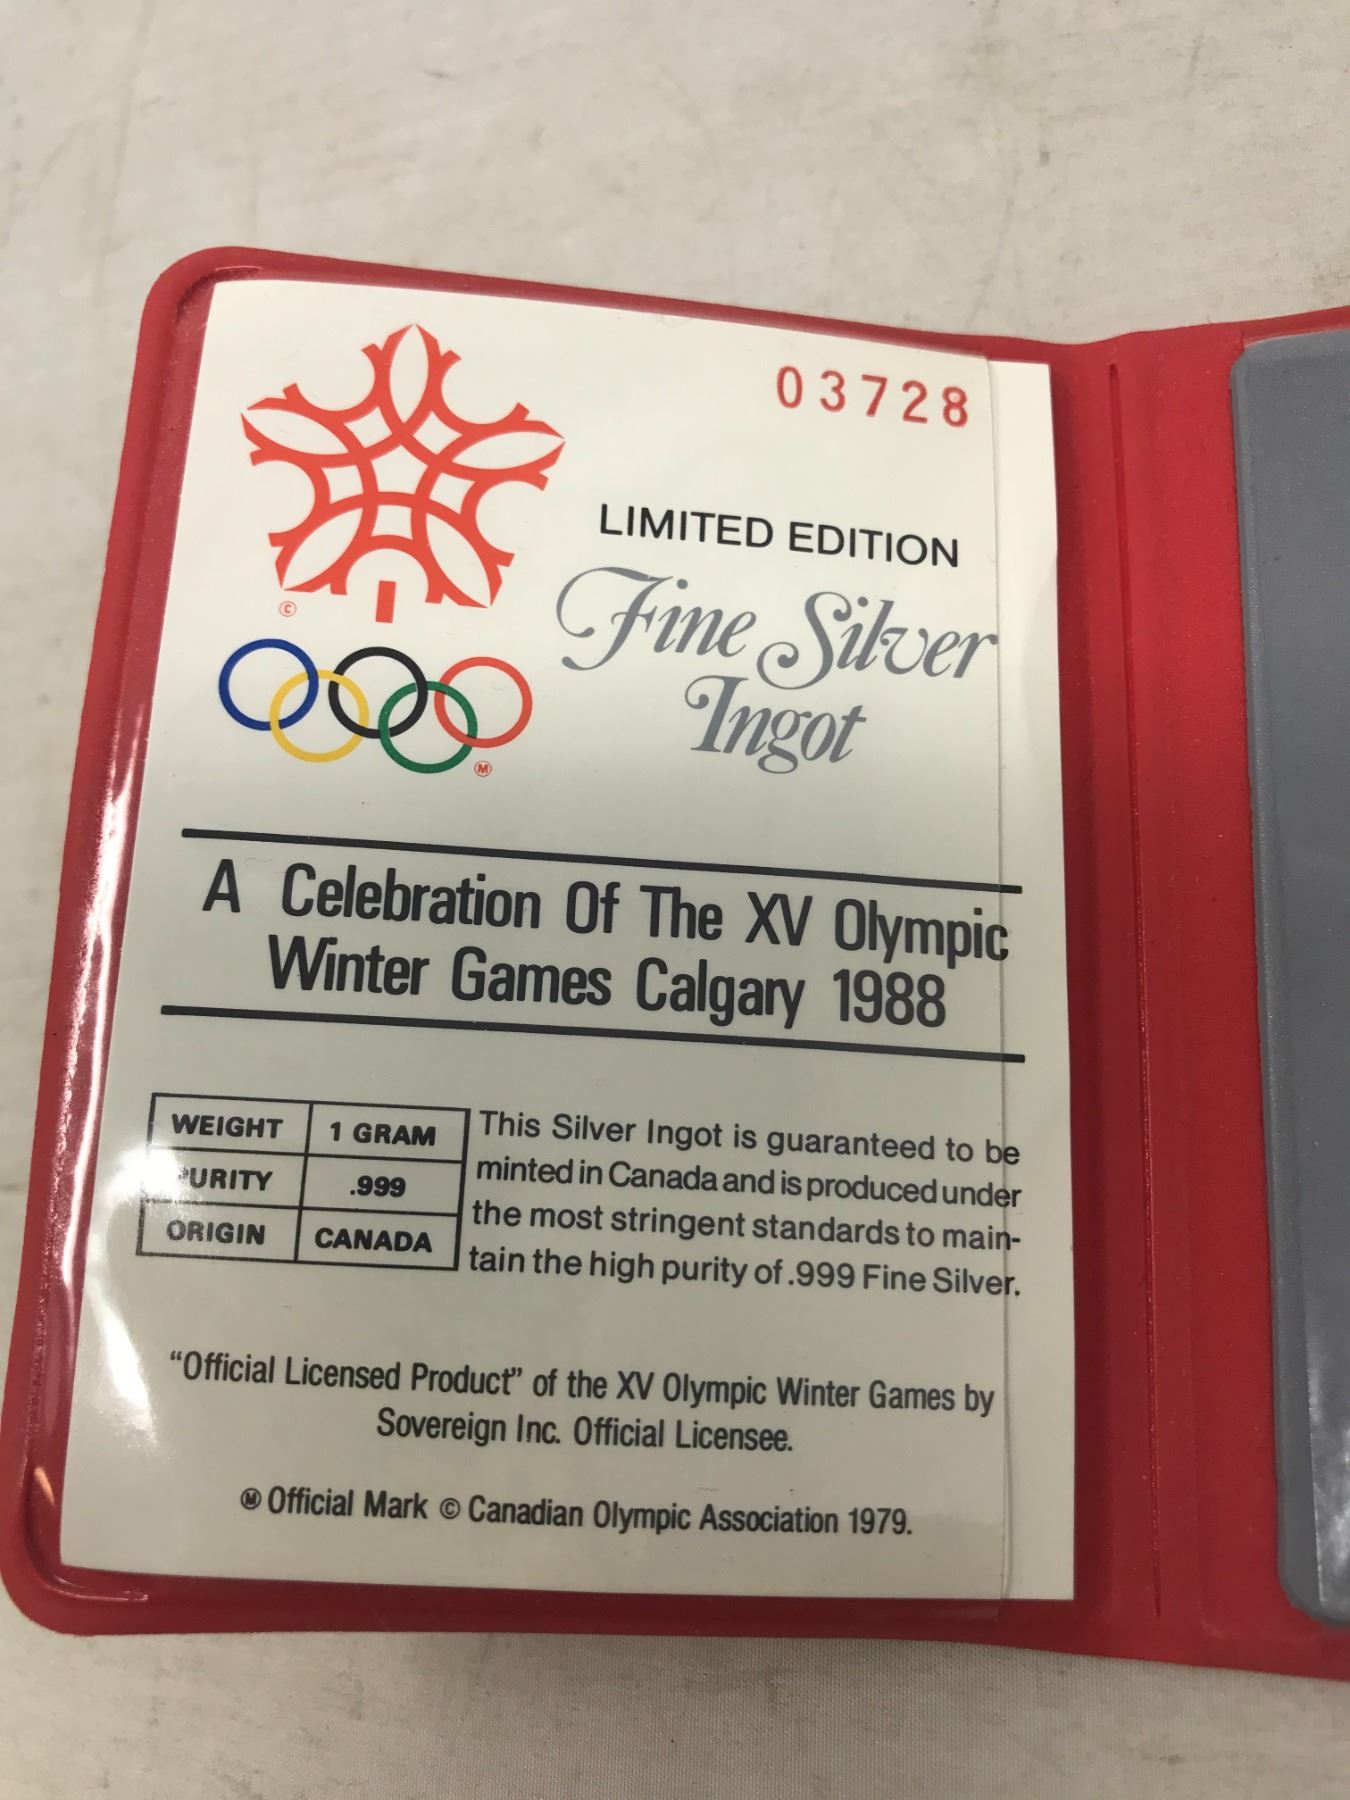 03728
LIMITED EDITION
Fine Silver
Ingot
©
Ⓜ
A Celebration Of The XV Olympic
Winter Games Calgary 1988
WEIGHT 1 GRAM
PURITY .999
ORIGIN CANADA
This Silver Ingot is guaranteed to be
minted in Canada and is produced under
the most stringent standards to main-
tain the high purity of .999 Fine Silver.
“Official Licensed Product” of the XV Olympic Winter Games by
Sovereign Inc. Official Licensee.
Ⓜ Official Mark © Canadian Olympic Association 1979.